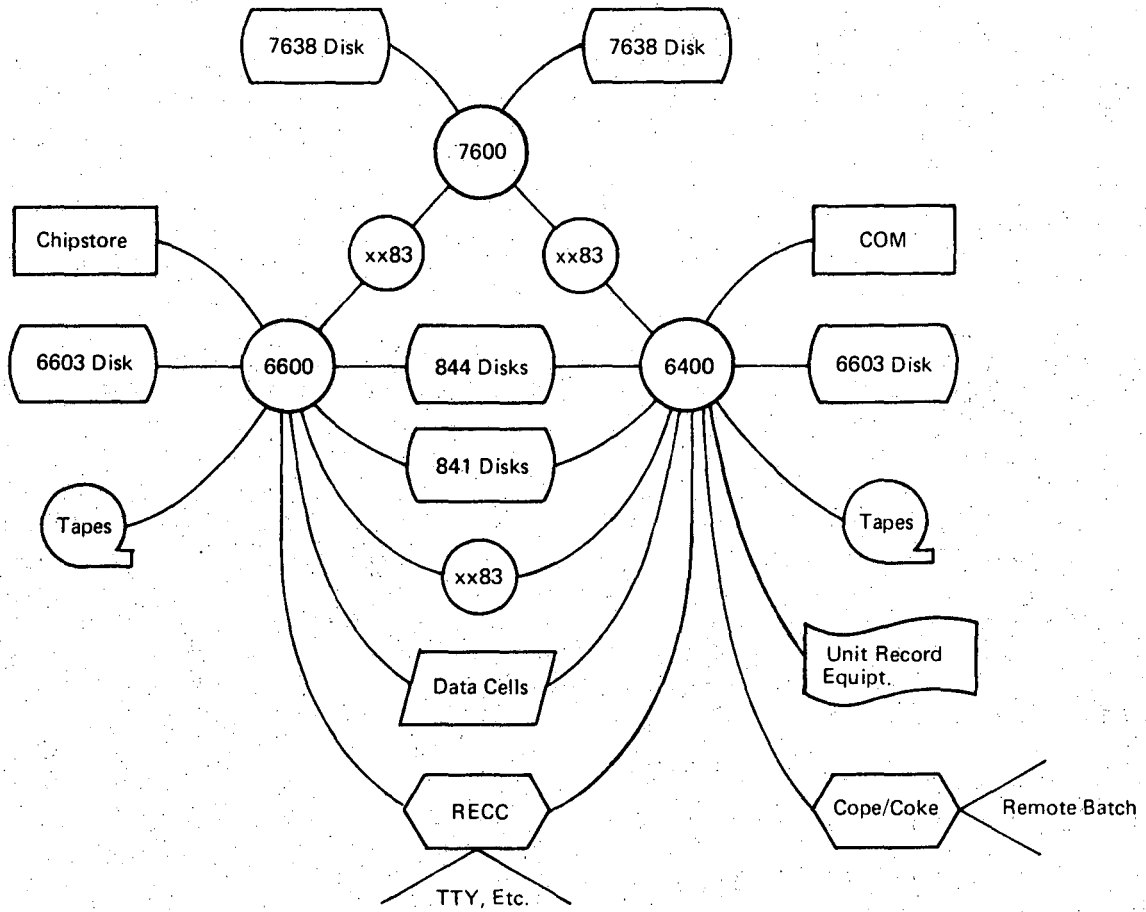 7638 Disk
7638 Disk
7600
Chipstore
xx83
xx83
COM
6603 Disk
6600
844 Disks
6400
6603 Disk
841 Disks
Tapes
Tapes
xx83
Unit Record
Equipt.
Data Cells
RECC
Cope/Coke
Remote Batch
TTY, Etc.